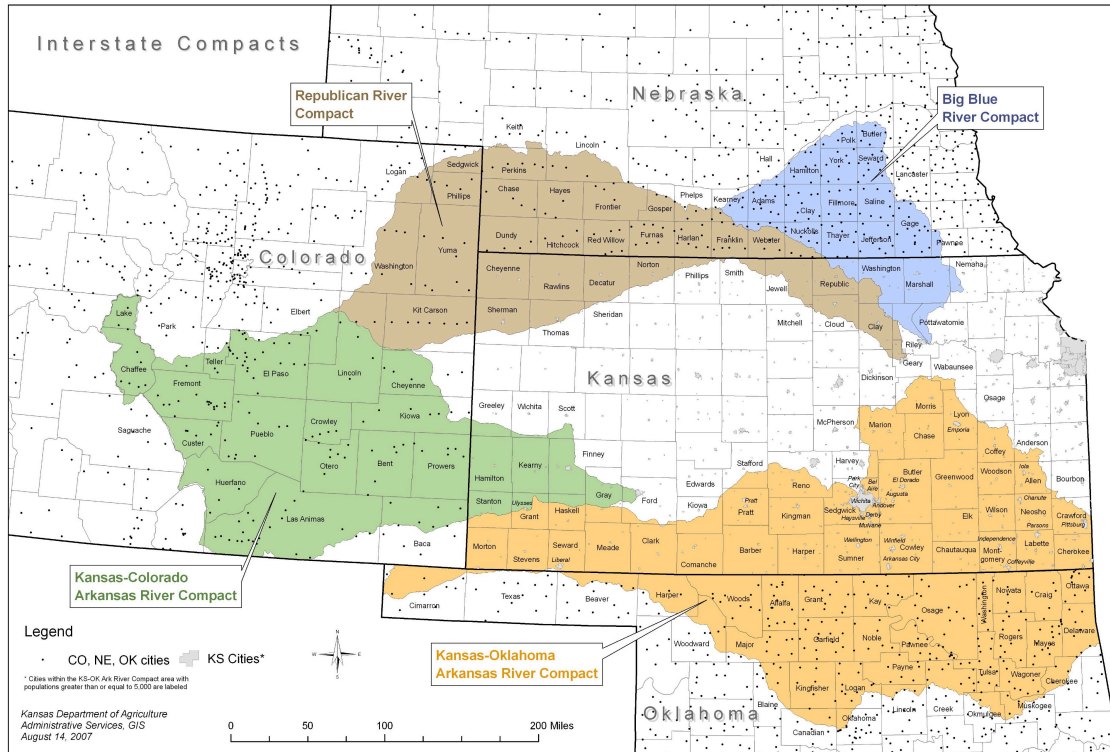 Interstate Compacts
Republican River
Compact
Nebraska
Big Blue
River Compact
Keith
Lincoln
Polk
Butler
Logan
Sedgwick
Perkins
Hall
York
Seward
Hamilton
Lancaster
Phillips
Chase
Hayes
Frontier
Gosper
Phelps
Kearney
Adams
Clay
Fillmore
Saline
Gage
Dundy
Hitchcock
Red Willow
Furnas
Harlan
Franklin
Webster
Nuckolls
Thayer
Jefferson
Pawnee
Colorado
Washington
Yuma
Cheyenne
Rawlins
Decatur
Norton
Phillips
Smith
Jewell
Republic
Washington
Marshall
Nemaha
Lake
Park
Elbert
Kit Carson
Sherman
Thomas
Sheridan
Mitchell
Cloud
Clay
Pottawatomie
Riley
Geary
Wabaunsee
Chaffee
Teller
El Paso
Lincoln
Cheyenne
Fremont
Kansas
Dickinson
Osage
Kiowa
Greeley
Wichita
Scott
McPherson
Morris
Lyon
Emporia
Marion
Chase
Saguache
Custer
Pueblo
Crowley
Otero
Bent
Prowers
Hamilton
Kearny
Finney
Stafford
Harvey
Coffey
Anderson
Huerfano
Las Animas
Baca
Stanton
Ulysses
Grant
Haskell
Gray
Ford
Edwards
Kiowa
Pratt
Pratt
Reno
Kingman
Park
City
Bel
Aire
Butler
El Dorado
Augusta
Greenwood
Woodson
Iola
Allen
Bourbon
Sedgwick
Wichita
Andover
Haysville
Derby
Mulvane
Elk
Wilson
Chanute
Neosho
Parsons
Crawford
Pittsburg
Morton
Stevens
Seward
Liberal
Meade
Clark
Comanche
Barber
Harper
Wellington
Sumner
Winfield
Cowley
Arkansas City
Chautauqua
Independence
Mont-
gomery
Coffeyville
Labette
Cherokee
Kansas-Colorado
Arkansas River Compact
Cimarron
Texas
Beaver
Harper
Woods
Alfalfa
Grant
Kay
Osage
Washington
Nowata
Craig
Ottawa
Woodward
Major
Garfield
Noble
Pawnee
Rogers
Mayes
Delaware
Kansas-Oklahoma
Arkansas River Compact
Blaine
Kingfisher
Logan
Payne
Tulsa
Wagoner
Cherokee
Oklahoma
Canadian
Oklahoma
Lincoln
Creek
Okmulgee
Muskogee
Legend
CO, NE, OK cities
KS Cities*
* Cities within the KS-OK Ark River Compact area with
populations greater than or equal to 5,000 are labeled
N
W
E
S
Kansas Department of Agriculture
Administrative Services, GIS
August 14, 2007
0
50
100
200 Miles